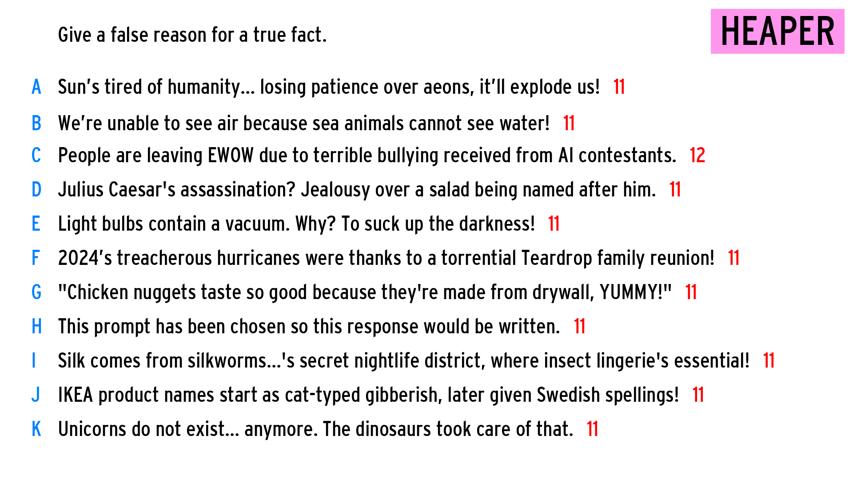 Give a false reason for a true fact.
HEAPER
A Sun's tired of humanity... losing patience over aeons, it'll explode us! 11
B We're unable to see air because sea animals cannot see water! 11
C People are leaving EWOW due to terrible bullying received from AI contestants. 12
D Julius Caesar's assassination? Jealousy over a salad being named after him. 11
E Light bulbs contain a vacuum. Why? To suck up the darkness! 11
F 2024's treacherous hurricanes were thanks to a torrential Teardrop family reunion! 11
G "Chicken nuggets taste so good because they're made from drywall, YUMMY!" 11
H This prompt has been chosen so this response would be written. 11
I Silk comes from silkworms...'s secret nightlife district, where insect lingerie's essential! 11
J IKEA product names start as cat-typed gibberish, later given Swedish spellings! 11
K Unicorns do not exist... anymore. The dinosaurs took care of that. 11